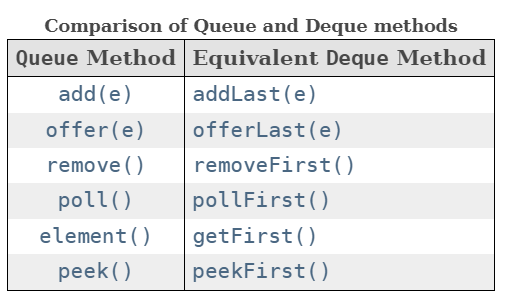 Comparison of Queue and Deque methods
Queue Method Equivalent Deque Method
add(e) addLast(e)
offer(e) offerLast(e)
remove() removeFirst()
poll() pollFirst()
element() getFirst()
peek() peekFirst()